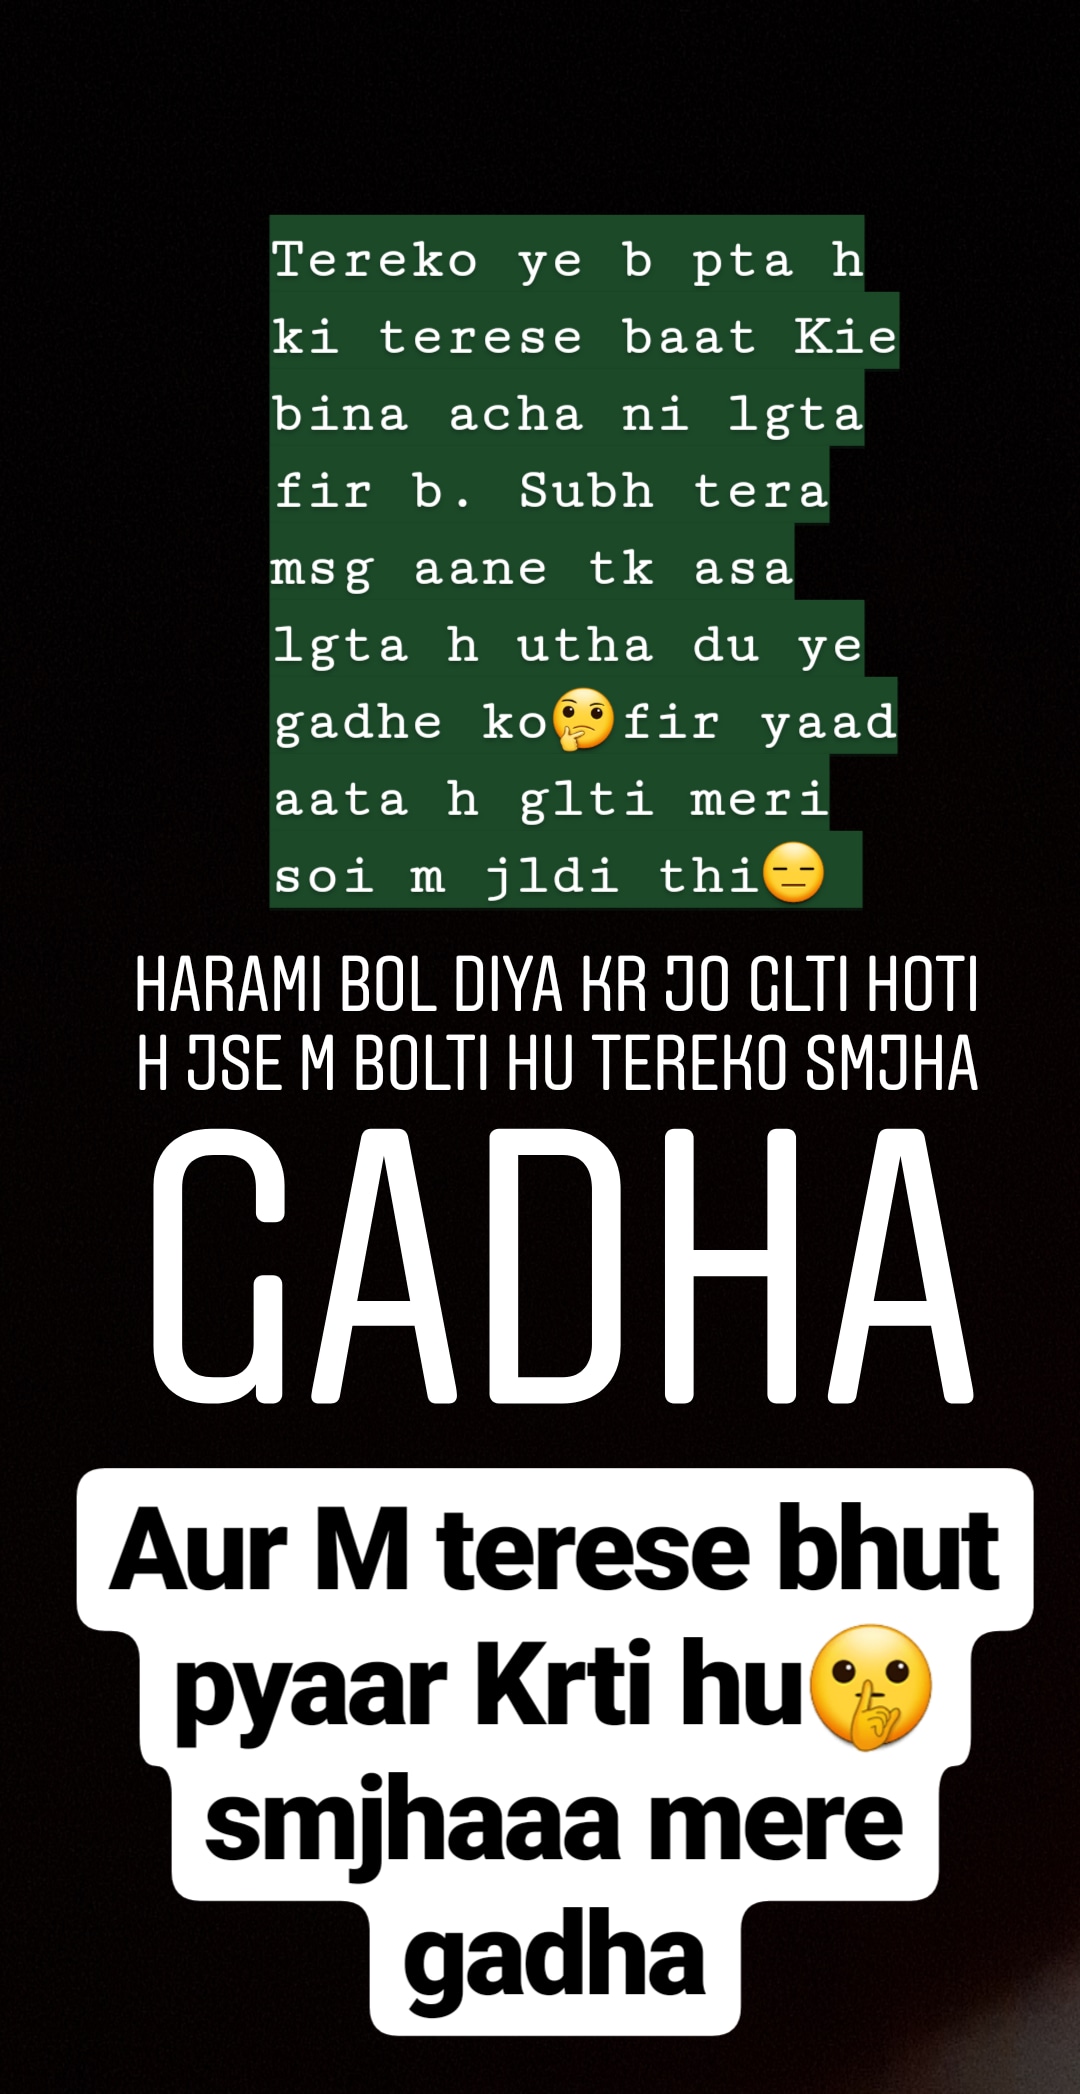 Tereko ye b pta h
ki terese baat Kie
bina acha ni lgta
fir b. Subh tera
msg aane tk asa
lgta h utha du ye
gadhe ko🤔fir yaad
aata h glti meri
soi m jldi thi😑
HARAMI BOL DIYA KR JO GLTI HOTI
H JSE M BOLTI HU TEREKO SMJHA
GADHA
Aur M terese bhut
pyaar Krti hu🤫
smjhaaa mere
gadha